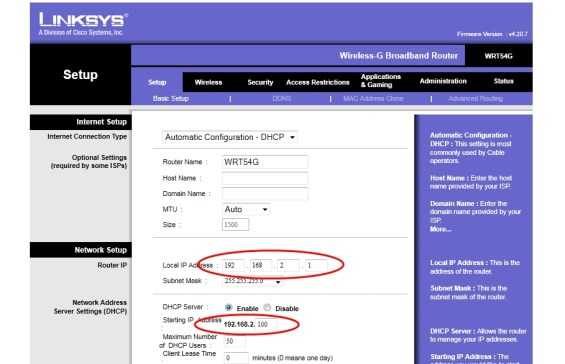 LINKSYS®
A Division of Cisco Systems, Inc.
Firmware Version : v4.20.7
Wireless-G Broadband Router WRT54G
Setup
Setup Wireless Security Access Restrictions Applications & Gaming Administration Status
Basic Setup | DDNS | MAC Address Clone | Advanced Routing
Internet Setup
Internet Connection Type
Automatic Configuration - DHCP
Optional Settings
(required by some ISPs)
Router Name : WRT54G
Host Name :
Domain Name :
MTU : Auto
Size : 1500
Automatic Configuration -
DHCP : This setting is most
commonly used by Cable
operators.
Host Name : Enter the host
name provided by your ISP.
Domain Name : Enter the
domain name provided by your
ISP.
More...
Network Setup
Router IP
Local IP Address : 192 . 168 . 2 . 1
Subnet Mask : 255.255.255.0
Local IP Address : This is the
address of the router.
Subnet Mask : This is the
subnet mask of the router.
Network Address
Server Settings (DHCP)
DHCP Server : Enable Disable
Starting IP Address
: 192.168.2. 100
Maximum Number
of DHCP Users : 50
Client Lease Time
: 0 minutes (0 means one day)
DHCP Server : Allows the router
to manage your IP addresses.
Starting IP Address : The
address you would like to start